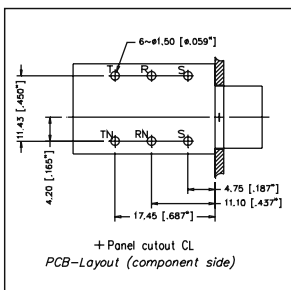 6~ø1,50 [ø.059"]
T R S
11.43 [.450"]
4.20 [.165"]
TN RN S
4.75 [.187"]
11.10 [.437"]
17.45 [.687"]
+ Panel cutout CL
PCB-Layout (component side)